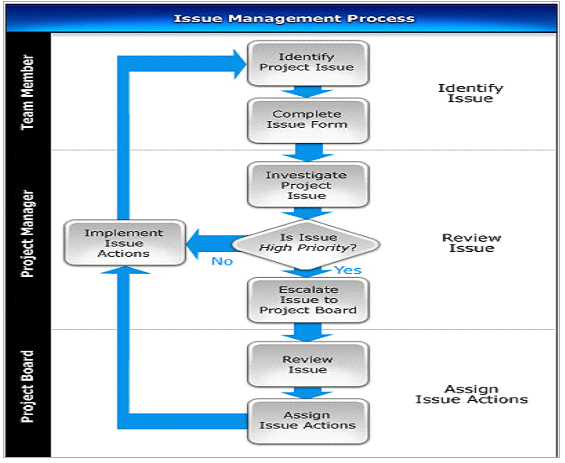 Issue Management Process
Team Member
Identify
Project Issue
Identify
Issue
Complete
Issue Form
Project Manager
Investigate
Project
Issue
Implement
Issue
Actions
Is Issue
High Priority?
Review
Issue
No
Yes
Escalate
Issue to
Project Board
Project Board
Review
Issue
Assign
Issue Actions
Assign
Issue Actions